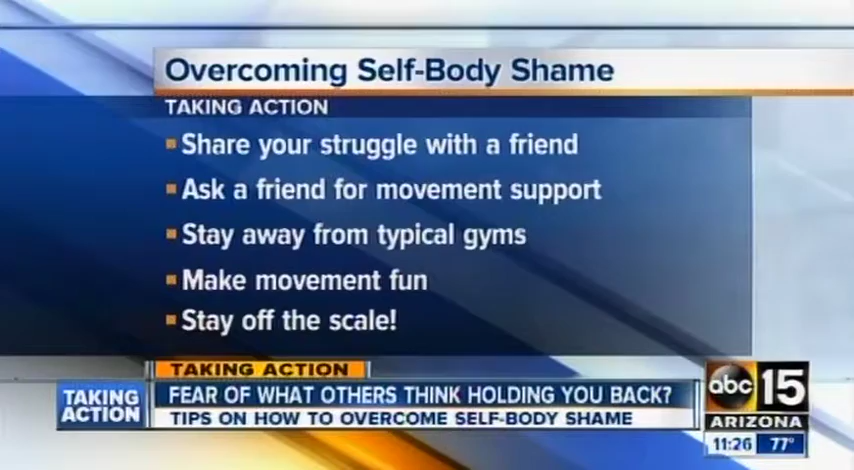 Overcoming Self-Body Shame
TAKING ACTION
Share your struggle with a friend
Ask a friend for movement support
Stay away from typical gyms
Make movement fun
Stay off the scale!
TAKING ACTION
TAKING
ACTION
FEAR OF WHAT OTHERS THINK HOLDING YOU BACK?
TIPS ON HOW TO OVERCOME SELF-BODY SHAME
abc 15
ARIZONA
11:26 77°